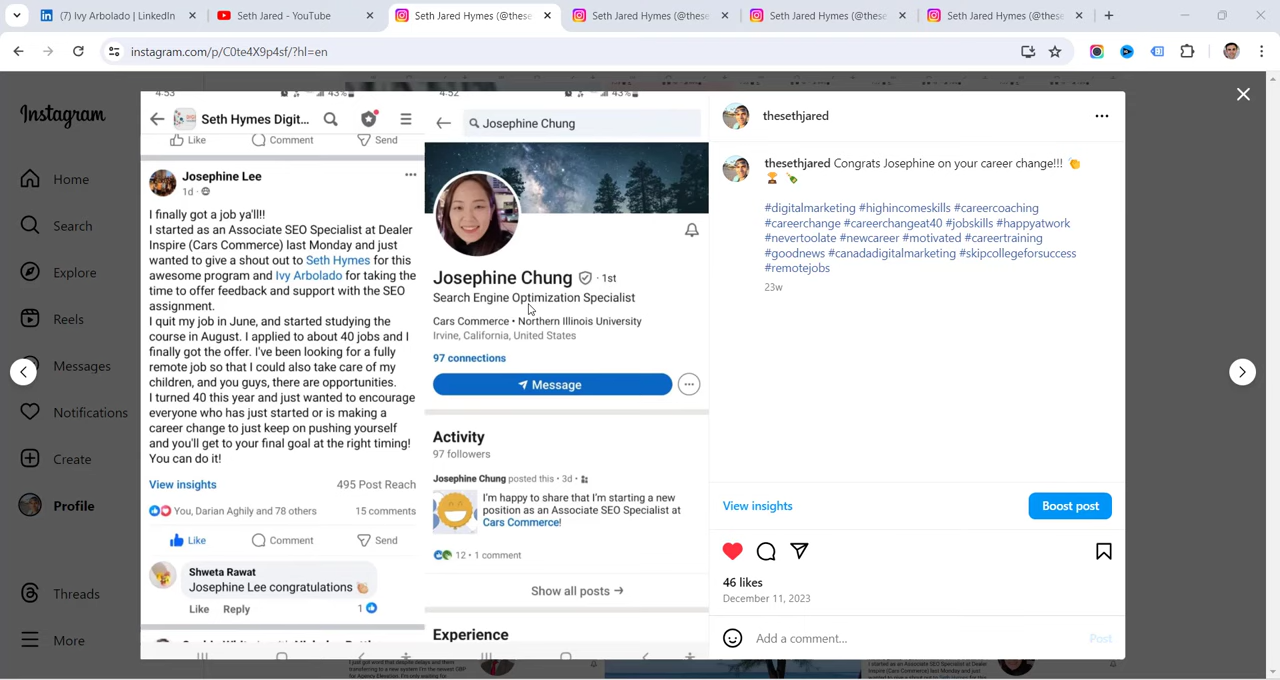 (7) Ivy Arbolado | LinkedIn
Seth Jared - YouTube
Seth Jared Hymes (@these
Seth Jared Hymes (@these
Seth Jared Hymes (@these
Seth Jared Hymes (@these
instagram.com/p/C0te4X9p4sf/?hl=en
Instagram
Home
Search
Explore
Reels
Messages
Notifications
Create
Profile
Threads
More
4:53
43%
Seth Hymes Digit...
Like
Comment
Send
Josephine Lee
1d
I finally got a job ya'll!!
I started as an Associate SEO Specialist at Dealer
Inspire (Cars Commerce) last Monday and just
wanted to give a shout out to Seth Hymes for this
awesome program and Ivy Arbolado for taking the
time to offer feedback and support with the SEO
assignment.
I quit my job in June, and started studying the
course in August. I applied to about 40 jobs and I
finally got the offer. I've been looking for a fully
remote job so that I could also take care of my
children, and you guys, there are opportunities.
I turned 40 this year and just wanted to encourage
everyone who has just started or is making a
career change to just keep on pushing yourself
and you'll get to your final goal at the right timing!
You can do it!
View insights
495 Post Reach
You, Darian Aghily and 78 others
15 comments
Like
Comment
Send
Shweta Rawat
Josephine Lee congratulations
Like
Reply
1
4:52
43%
Josephine Chung
Josephine Chung · 1st
Search Engine Optimization Specialist
Cars Commerce • Northern Illinois University
Irvine, California, United States
97 connections
Message
Activity
97 followers
Josephine Chung posted this • 3d •
I'm happy to share that I'm starting a new
position as an Associate SEO Specialist at
Cars Commerce!
12 • 1 comment
Show all posts →
Experience
thesethjared
thesethjared Congrats Josephine on your career change!!! 👏
🏆 🍾
#digitalmarketing #highincomeskills #careercoaching
#careerchange #careerchangeat40 #jobskills #happyatwork
#nevertoolate #newcareer #motivated #careertraining
#goodnews #canadadigitalmarketing #skipcollegeforsuccess
#remotejobs
23w
View insights
Boost post
46 likes
December 11, 2023
Add a comment...
Post